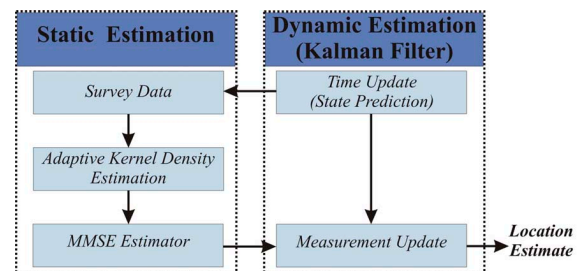 Static Estimation
Dynamic Estimation
(Kalman Filter)
Survey Data
Time Update
(State Prediction)
Adaptive Kernel Density
Estimation
MMSE Estimator
Measurement Update
Location
Estimate